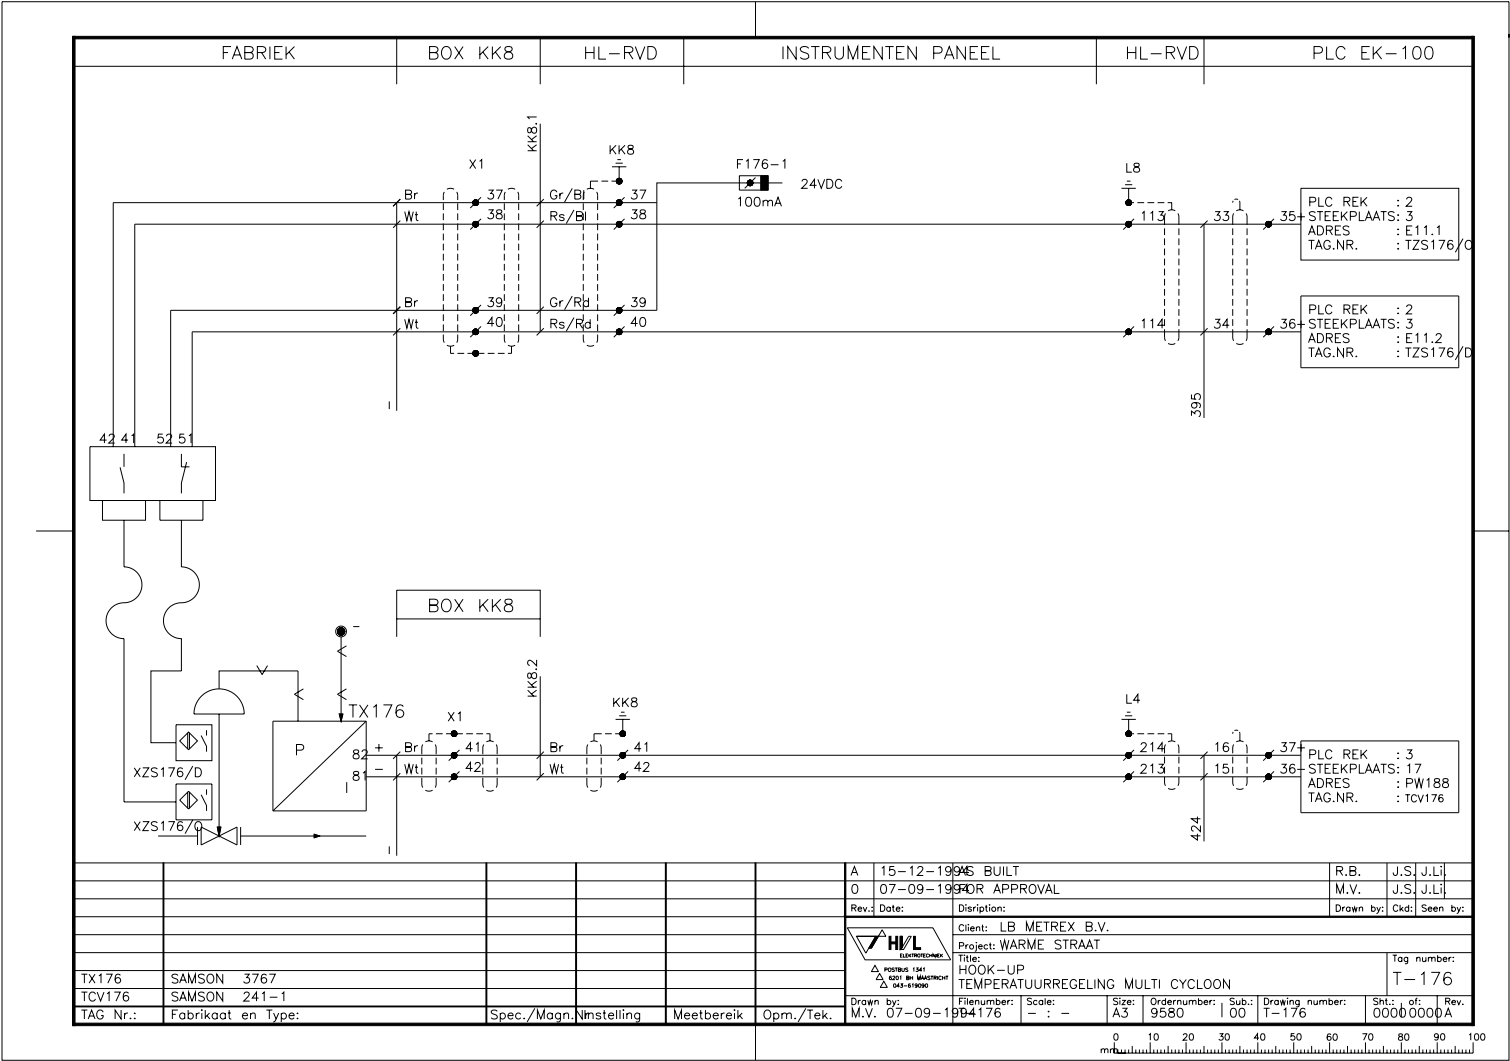 FABRIEK BOX KK8 HL-RVD INSTRUMENTEN PANEEL HL-RVD PLC EK-100
KK8.1
X1 KK8 F176-1 L8
24VDC
100mA
Br 37 Gr/Bl 37
Wt 38 Rs/Bl 38 113 33 35+
PLC REK : 2
STEEKPLAATS: 3
ADRES : E11.1
TAG.NR. : TZS176/O
Br 39 Gr/Rd 39
Wt 40 Rs/Rd 40 114 34 36+
PLC REK : 2
STEEKPLAATS: 3
ADRES : E11.2
TAG.NR. : TZS176/D
395
42 41 52 51
BOX KK8
KK8.2
TX176
X1 KK8 L4
P
I
82 + Br 41 Br 41 214 16 37+
81 - Wt 42 Wt 42 213 15 36-
PLC REK : 3
STEEKPLAATS: 17
ADRES : PW188
TAG.NR. : TCV176
XZS176/D
XZS176/O
424
A 15-12-1994 AS BUILT R.B. J.S. J.Li.
0 07-09-1994 FOR APPROVAL M.V. J.S. J.Li.
Rev.: Date: Disription: Drawn by: Ckd: Seen by:
HVL
ELEKTROTECHNIEK
POSTBUS 1341
6201 BH MAASTRICHT
043-619090
Client: LB METREX B.V.
Project: WARME STRAAT
Title:
HOOK-UP
TEMPERATUURREGELING MULTI CYCLOON
Tag number:
T-176
TX176 SAMSON 3767
TCV176 SAMSON 241-1
TAG Nr.: Fabrikaat en Type: Spec./Magn.Nr. Instelling Meetbereik Opm./Tek.
Drawn by: Filenumber: Scale: Size: Ordernumber: Sub.: Drawing number: Sht.: of: Rev.
M.V. 07-09-1994 T-176 - : - A3 9580 00 T-176 0000 0000 A
0 10 20 30 40 50 60 70 80 90 100
mm